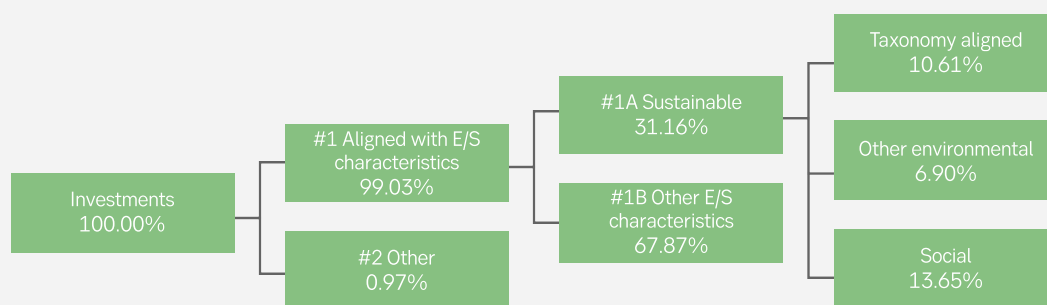 Investments
100.00%
#1 Aligned with E/S
characteristics
99.03%
#2 Other
0.97%
#1A Sustainable
31.16%
#1B Other E/S
characteristics
67.87%
Taxonomy aligned
10.61%
Other environmental
6.90%
Social
13.65%